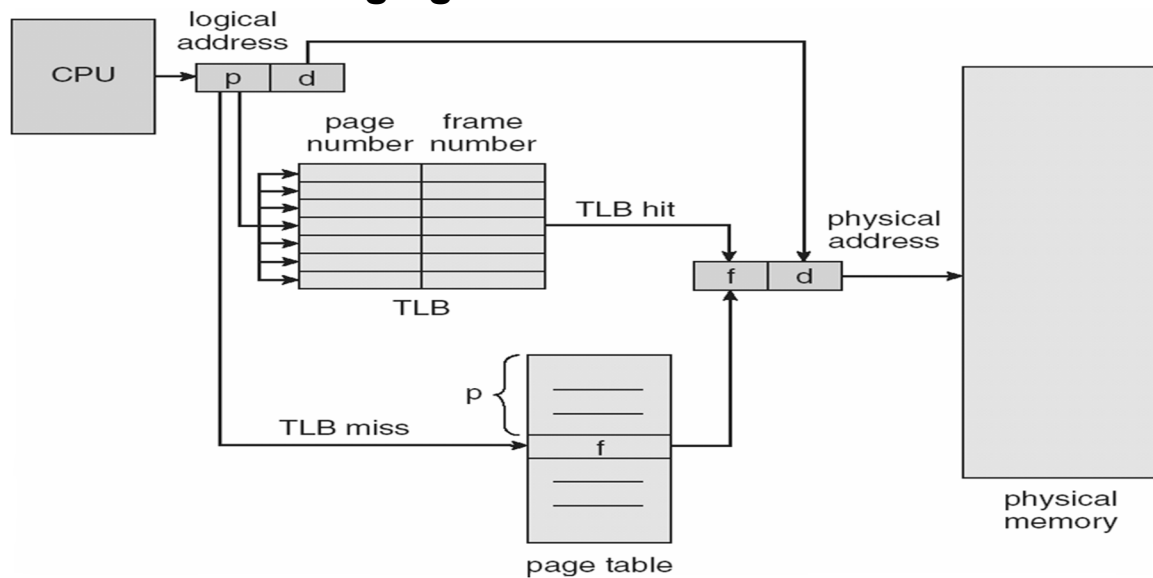 logical
address
CPU
p
d
page
number
frame
number
TLB hit
physical
address
f
d
TLB
p
TLB miss
f
physical
memory
page table